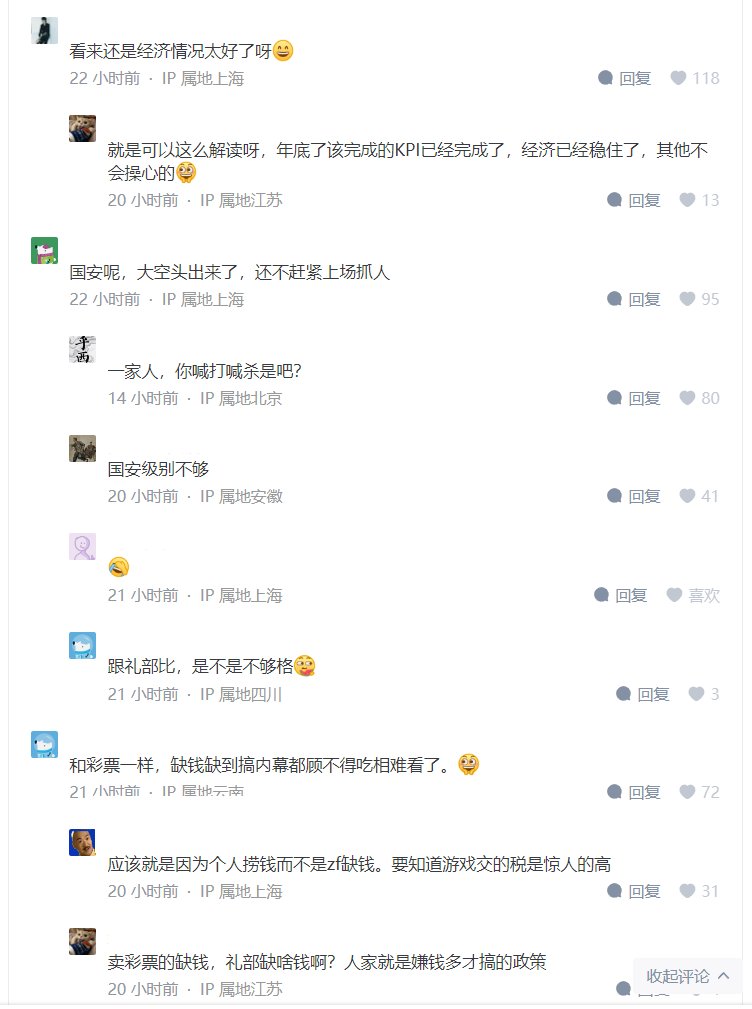 看来还是经济情况太好了呀
22 小时前 · IP 属地上海
回复 118
就是可以这么解读呀，年底了该完成的KPI已经完成了，经济已经稳住了，其他不
会操心的
20 小时前 · IP 属地江苏
回复 13
国安呢，大空头出来了，还不赶紧上场抓人
22 小时前 · IP 属地上海
回复 95
平西
一家人，你喊打喊杀是吧？
14 小时前 · IP 属地北京
回复 80
国安级别不够
20 小时前 · IP 属地安徽
回复 41
21 小时前 · IP 属地上海
回复 喜欢
跟礼部比，是不是不够格
21 小时前 · IP 属地四川
回复 3
和彩票一样，缺钱缺到搞内幕都顾不得吃相难看了。
21 小时前 · IP 属地云南
回复 72
应该就是因为个人捞钱而不是zf缺钱。要知道游戏交的税是惊人的高
20 小时前 · IP 属地上海
回复 31
卖彩票的缺钱，礼部缺啥钱啊？人家就是嫌钱多才搞的政策
收起评论
20 小时前 · IP 属地江苏
回复